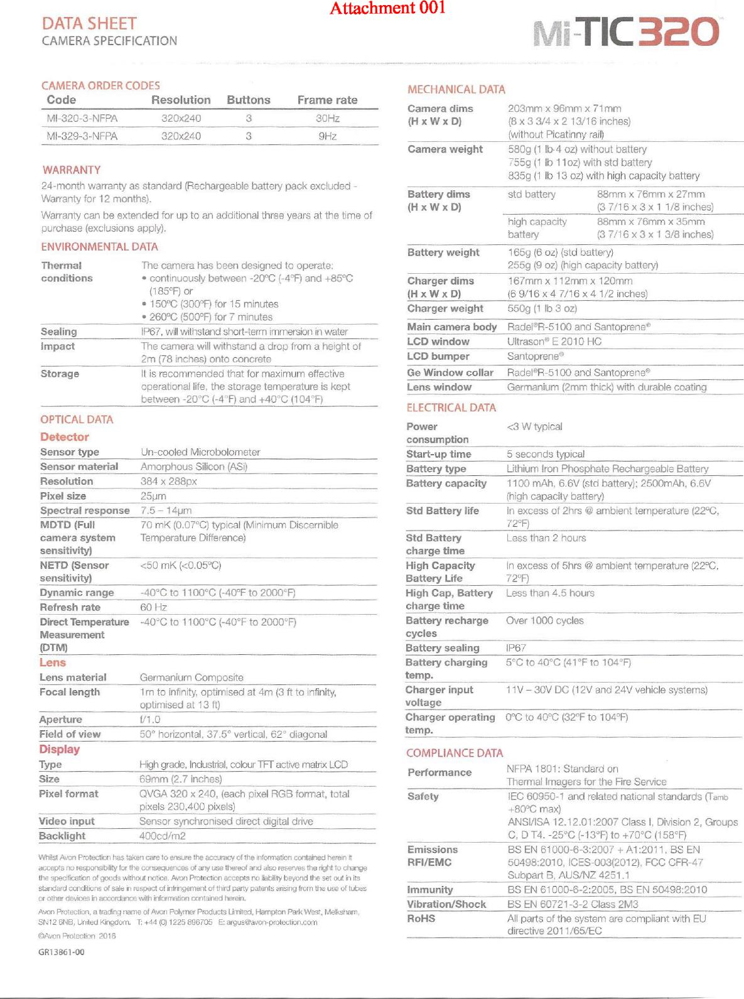 Attachment 001
DATA SHEET
CAMERA SPECIFICATION
Mi-TIC 320
CAMERA ORDER CODES
Code Resolution Buttons Frame rate
MI-320-3-NFPA 320x240 3 30Hz
MI-329-3-NFPA 320x240 3 9Hz
WARRANTY
24-month warranty as standard (Rechargeable battery pack excluded -
Warranty for 12 months).
Warranty can be extended for up to an additional three years at the time of
purchase (exclusions apply).
ENVIRONMENTAL DATA
Thermal The camera has been designed to operate:
conditions • continuously between -20°C (-4°F) and +85°C
(185°F) or
• 150°C (300°F) for 15 minutes
• 260°C (500°F) for 7 minutes
Sealing IP67, will withstand short-term immersion in water
Impact The camera will withstand a drop from a height of
2m (78 inches) onto concrete
Storage It is recommended that for maximum effective
operational life, the storage temperature is kept
between -20°C (-4°F) and +40°C (104°F)
OPTICAL DATA
Detector
Sensor type Un-cooled Microbolometer
Sensor material Amorphous Silicon (ASi)
Resolution 384 x 288px
Pixel size 25µm
Spectral response 7.5 – 14µm
MDTD (Full 70 mK (0.07°C) typical (Minimum Discernible
camera system Temperature Difference)
sensitivity)
NETD (Sensor <50 mK (<0.05°C)
sensitivity)
Dynamic range -40°C to 1100°C (-40°F to 2000°F)
Refresh rate 60 Hz
Direct Temperature -40°C to 1100°C (-40°F to 2000°F)
Measurement
(DTM)
Lens
Lens material Germanium Composite
Focal length 1m to infinity, optimised at 4m (3 ft to infinity,
optimised at 13 ft)
Aperture f/1.0
Field of view 50° horizontal, 37.5° vertical, 62° diagonal
Display
Type High grade, Industrial, colour TFT active matrix LCD
Size 69mm (2.7 inches)
Pixel format QVGA 320 x 240, (each pixel RGB format, total
pixels 230,400 pixels)
Video input Sensor synchronised direct digital drive
Backlight 400cd/m2
Whilst Avon Protection has taken care to ensure the accuracy of the information contained herein it
accepts no responsibility for the consequences of any use thereof and also reserves the right to change
the specification of goods without notice. Avon Protection accepts no liability beyond the set out in its
standard conditions of sale in respect of infringement of third party patents arising from the use of tubes
or other devices in accordance with information contained herein.
Avon Protection, a trading name of Avon Polymer Products Limited, Hampton Park West, Melksham,
SN12 6NB, United Kingdom. T: +44 (0) 1225 896705 E: argus@avon-protection.com
©Avon Protection 2016
GR13861-00
MECHANICAL DATA
Camera dims 203mm x 96mm x 71mm
(H x W x D) (8 x 3 3/4 x 2 13/16 inches)
(without Picatinny rail)
Camera weight 580g (1 lb 4 oz) without battery
755g (1 lb 11oz) with std battery
835g (1 lb 13 oz) with high capacity battery
Battery dims std battery 88mm x 76mm x 27mm
(H x W x D) (3 7/16 x 3 x 1 1/8 inches)
high capacity 88mm x 76mm x 35mm
battery (3 7/16 x 3 x 1 3/8 inches)
Battery weight 165g (6 oz) (std battery)
255g (9 oz) (high capacity battery)
Charger dims 167mm x 112mm x 120mm
(H x W x D) (6 9/16 x 4 7/16 x 4 1/2 inches)
Charger weight 550g (1 lb 3 oz)
Main camera body Radel®R-5100 and Santoprene®
LCD window Ultrason® E 2010 HC
LCD bumper Santoprene®
Ge Window collar Radel®R-5100 and Santoprene®
Lens window Germanium (2mm thick) with durable coating
ELECTRICAL DATA
Power <3 W typical
consumption
Start-up time 5 seconds typical
Battery type Lithium Iron Phosphate Rechargeable Battery
Battery capacity 1100 mAh, 6.6V (std battery); 2500mAh, 6.6V
(high capacity battery)
Std Battery life In excess of 2hrs @ ambient temperature (22°C,
72°F)
Std Battery Less than 2 hours
charge time
High Capacity In excess of 5hrs @ ambient temperature (22°C,
Battery Life 72°F)
High Cap, Battery Less than 4.5 hours
charge time
Battery recharge Over 1000 cycles
cycles
Battery sealing IP67
Battery charging 5°C to 40°C (41°F to 104°F)
temp.
Charger input 11V – 30V DC (12V and 24V vehicle systems)
voltage
Charger operating 0°C to 40°C (32°F to 104°F)
temp.
COMPLIANCE DATA
Performance NFPA 1801: Standard on
Thermal Imagers for the Fire Service
Safety IEC 60950-1 and related national standards (Tamb
+80°C max)
ANSI/ISA 12.12.01:2007 Class I, Division 2, Groups
C, D T4. -25°C (-13°F) to +70°C (158°F)
Emissions BS EN 61000-6-3:2007 + A1:2011, BS EN
RFI/EMC 50498:2010, ICES-003(2012), FCC CFR-47
Subpart B, AUS/NZ 4251.1
Immunity BS EN 61000-6-2:2005, BS EN 50498:2010
Vibration/Shock BS EN 60721-3-2 Class 2M3
RoHS All parts of the system are compliant with EU
directive 2011/65/EC